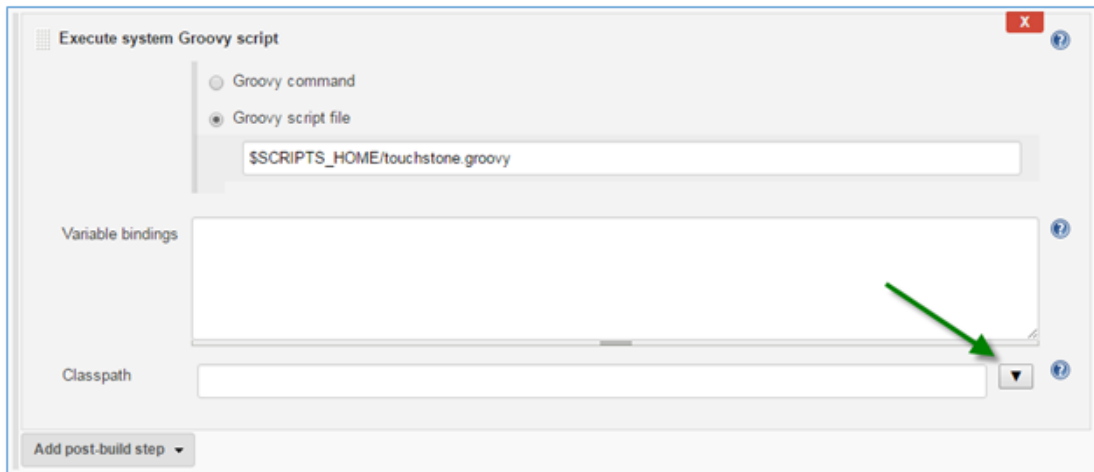 X
Execute system Groovy script
Groovy command
Groovy script file
$SCRIPTS_HOME/touchstone.groovy
Variable bindings
Classpath
Add post-build step